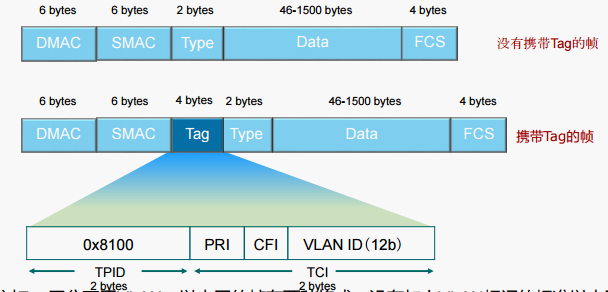 6 bytes 6 bytes 2 byte 46-1500 bytes 4 bytes
DMAC SMAC Type Data FCS 没有携带Tag的帧
6 bytes 6 bytes 4 bytes 2 bytes 46-1500 bytes 4 bytes
DMAC SMAC Tag Type Data FCS 携带Tag的帧
0x8100 PRI CFI VLAN ID(12b)
TPID TCI
2 bytes 2 bytes